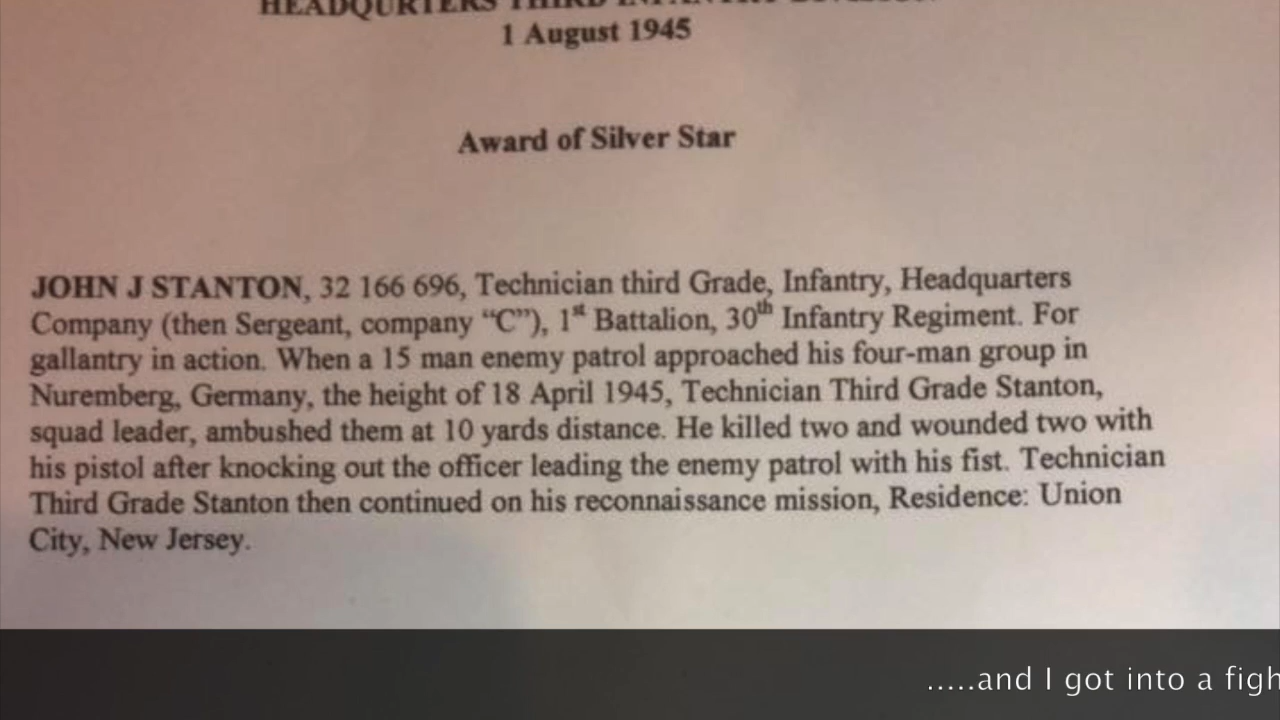 HEADQURTERS THIRD INFANTRY DIVISION
1 August 1945
Award of Silver Star
JOHN J STANTON, 32 166 696, Technician third Grade, Infantry, Headquarters
Company (then Sergeant, company “C”), 1st Battalion, 30th Infantry Regiment. For
gallantry in action. When a 15 man enemy patrol approached his four-man group in
Nuremberg, Germany, the height of 18 April 1945, Technician Third Grade Stanton,
squad leader, ambushed them at 10 yards distance. He killed two and wounded two with
his pistol after knocking out the officer leading the enemy patrol with his fist. Technician
Third Grade Stanton then continued on his reconnaissance mission, Residence: Union
City, New Jersey.
.....and I got into a figh